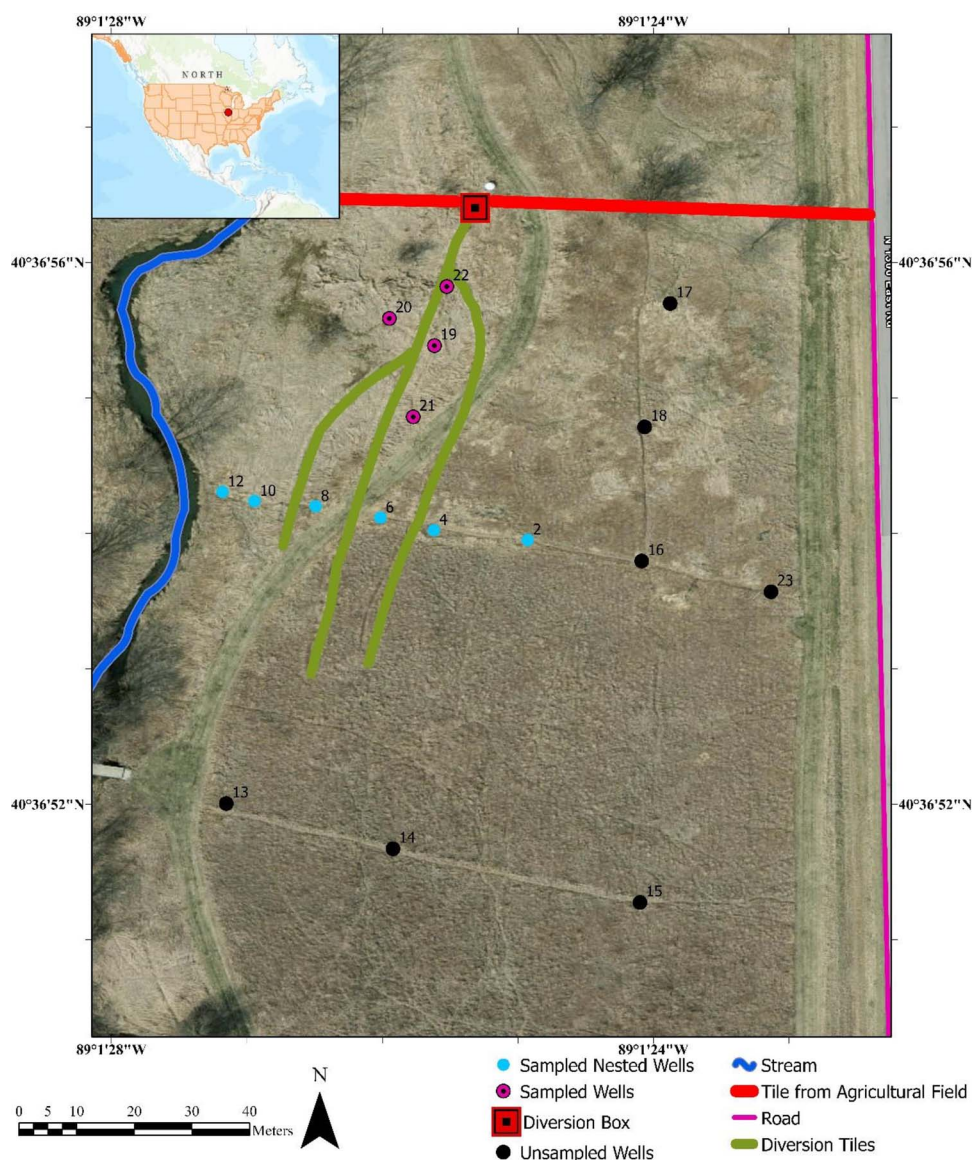 89°1'28"W 89°1'24"W
NORTH
40°36'56"N 40°36'56"N
N 1500 East Rd
22
17
20
19
21
18
12
10
8
6
4
2
16
23
40°36'52"N 40°36'52"N
13
14
15
89°1'28"W 89°1'24"W
Sampled Nested Wells
Sampled Wells
Diversion Box
Unsampled Wells
Stream
Tile from Agricultural Field
Road
Diversion Tiles
N
0 5 10 20 30 40
Meters